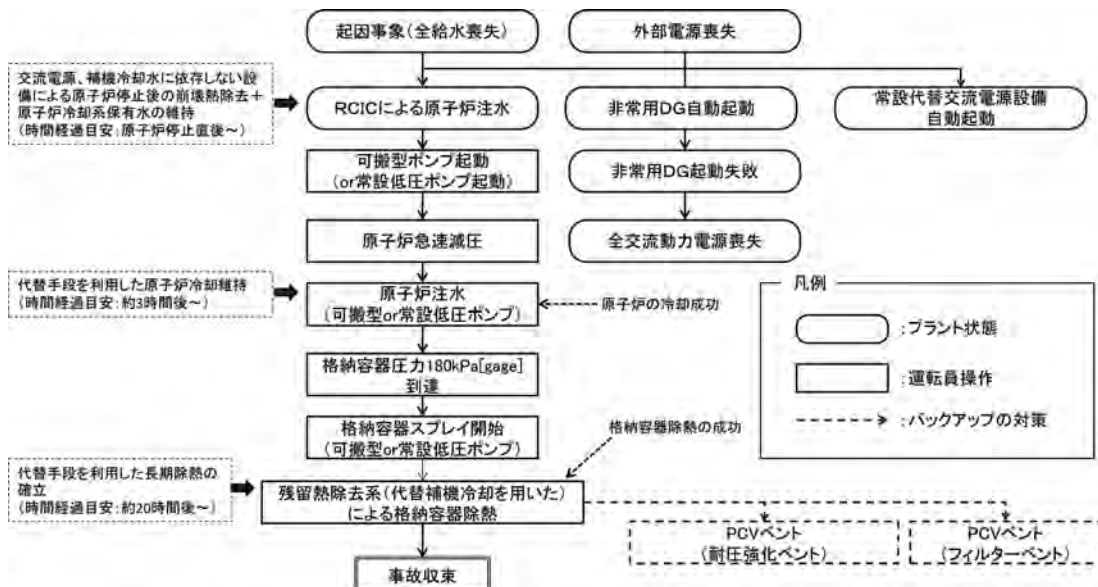 起因事象(全給水喪失)
外部電源喪失
交流電源、補機冷却水に依存しない設
備による原子炉停止後の崩壊熱除去＋
原子炉冷却系保有水の維持
(時間経過目安:原子炉停止直後～)
RCICによる原子炉注水
非常用DG自動起動
常設代替交流電源設備
自動起動
可搬型ポンプ起動
(or常設低圧ポンプ起動)
非常用DG起動失敗
原子炉急速減圧
全交流動力電源喪失
代替手段を利用した原子炉冷却維持
(時間経過目安:約3時間後～)
原子炉注水
(可搬型or常設低圧ポンプ)
原子炉の冷却成功
凡例
:プラント状態
:運転員操作
:バックアップの対策
格納容器圧力180kPa[gage]
到達
格納容器スプレイ開始
(可搬型or常設低圧ポンプ)
格納容器除熱の成功
代替手段を利用した長期除熱の
確立
(時間経過目安:約20時間後～)
残留熱除去系(代替補機冷却を用いた)
による格納容器除熱
PCVベント
(耐圧強化ベント)
PCVベント
(フィルターベント)
事故収束